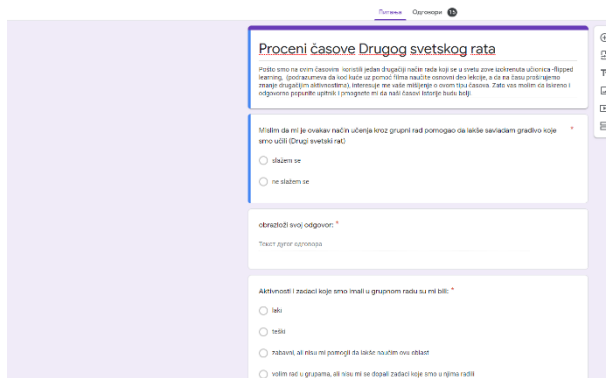 Питања Одговори 15
Proceni časove Drugog svetskog rata
Pošto smo na ovim časovima koristili jedan drugačiji način rada koji se u svetu zove izokrenuta učionica -flipped
learning, (podrazumeva da kod kuće uz pomoć filma naučite osnovni deo lekcije, a da na času proširujemo
znanje drugačijim aktivnostima), interesuje me vaše mišljenje o ovom tipu časova. Zato vas molim da iskreno i
odgovorno popunite upitnik i pmognete mi da naši časovi istorije budu bolji.
Mislim da mi je ovakav način učenja kroz grupni rad pomogao da lakše savladam gradivo koje *
smo učili (Drugi svetski rat)
slažem se
ne slažem se
obrazloži svoj odgovor: *
Текст дугог одговора
Aktivnosti i zadaci koje smo imali u grupnom radu su mi bili: *
laki
teški
zabavni, ali nisu mi pomogli da lakše naučim ovu oblast
volim rad u grupama, ali nisu mi se dopali zadaci koje smo u njima radili